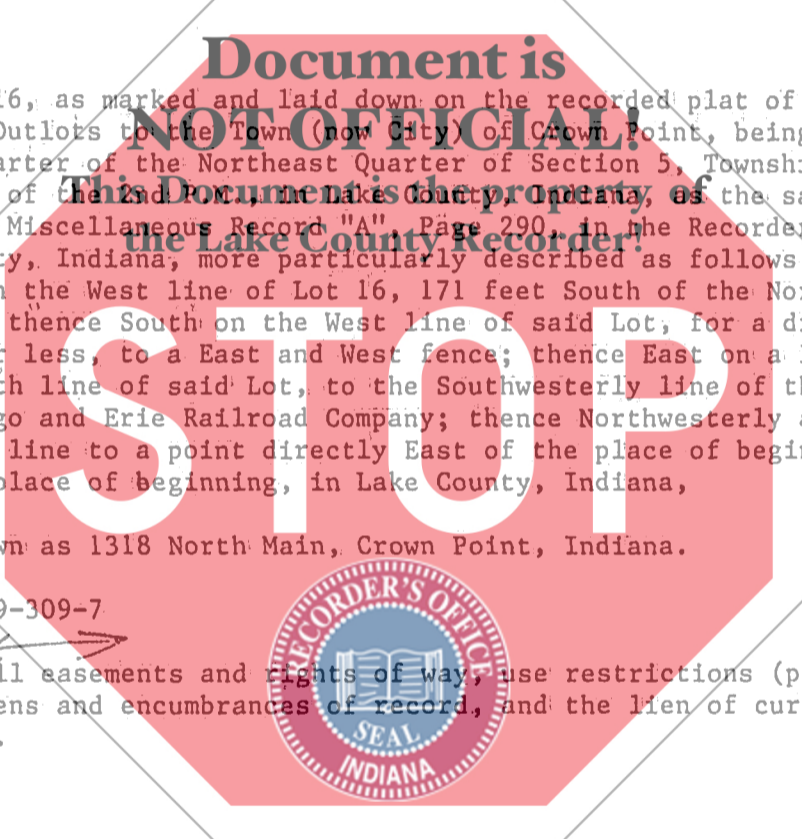 Document is
16, as marked and laid down on the recorded plat of
NOT OFFICIAL!
Outlots to the Town (now City) of Crown Point, being
arter of the Northeast Quarter of Section 5, Townsh
This Document is the property of
of the 2nd P.M., in Lake County, Indiana, as the sa
the Lake County Recorder!
Miscellaneous Record "A", Page 290, in the Recorder
y, Indiana, more particularly described as follows
n the West line of Lot 16, 171 feet South of the No
thence South on the West line of said Lot, for a di
r less, to a East and West fence; thence East on a
th line of said Lot, to the Southwesterly line of th
go and Erie Railroad Company; thence Northwesterly a
line to a point directly East of the place of begin
place of beginning, in Lake County, Indiana,
STOP
wn as 1318 North Main, Crown Point, Indiana.
9-309-7
ll easements and rights of way, use restrictions (p
ens and encumbrances of record, and the lien of cur
RECORDER'S OFFICE
SEAL
INDIANA